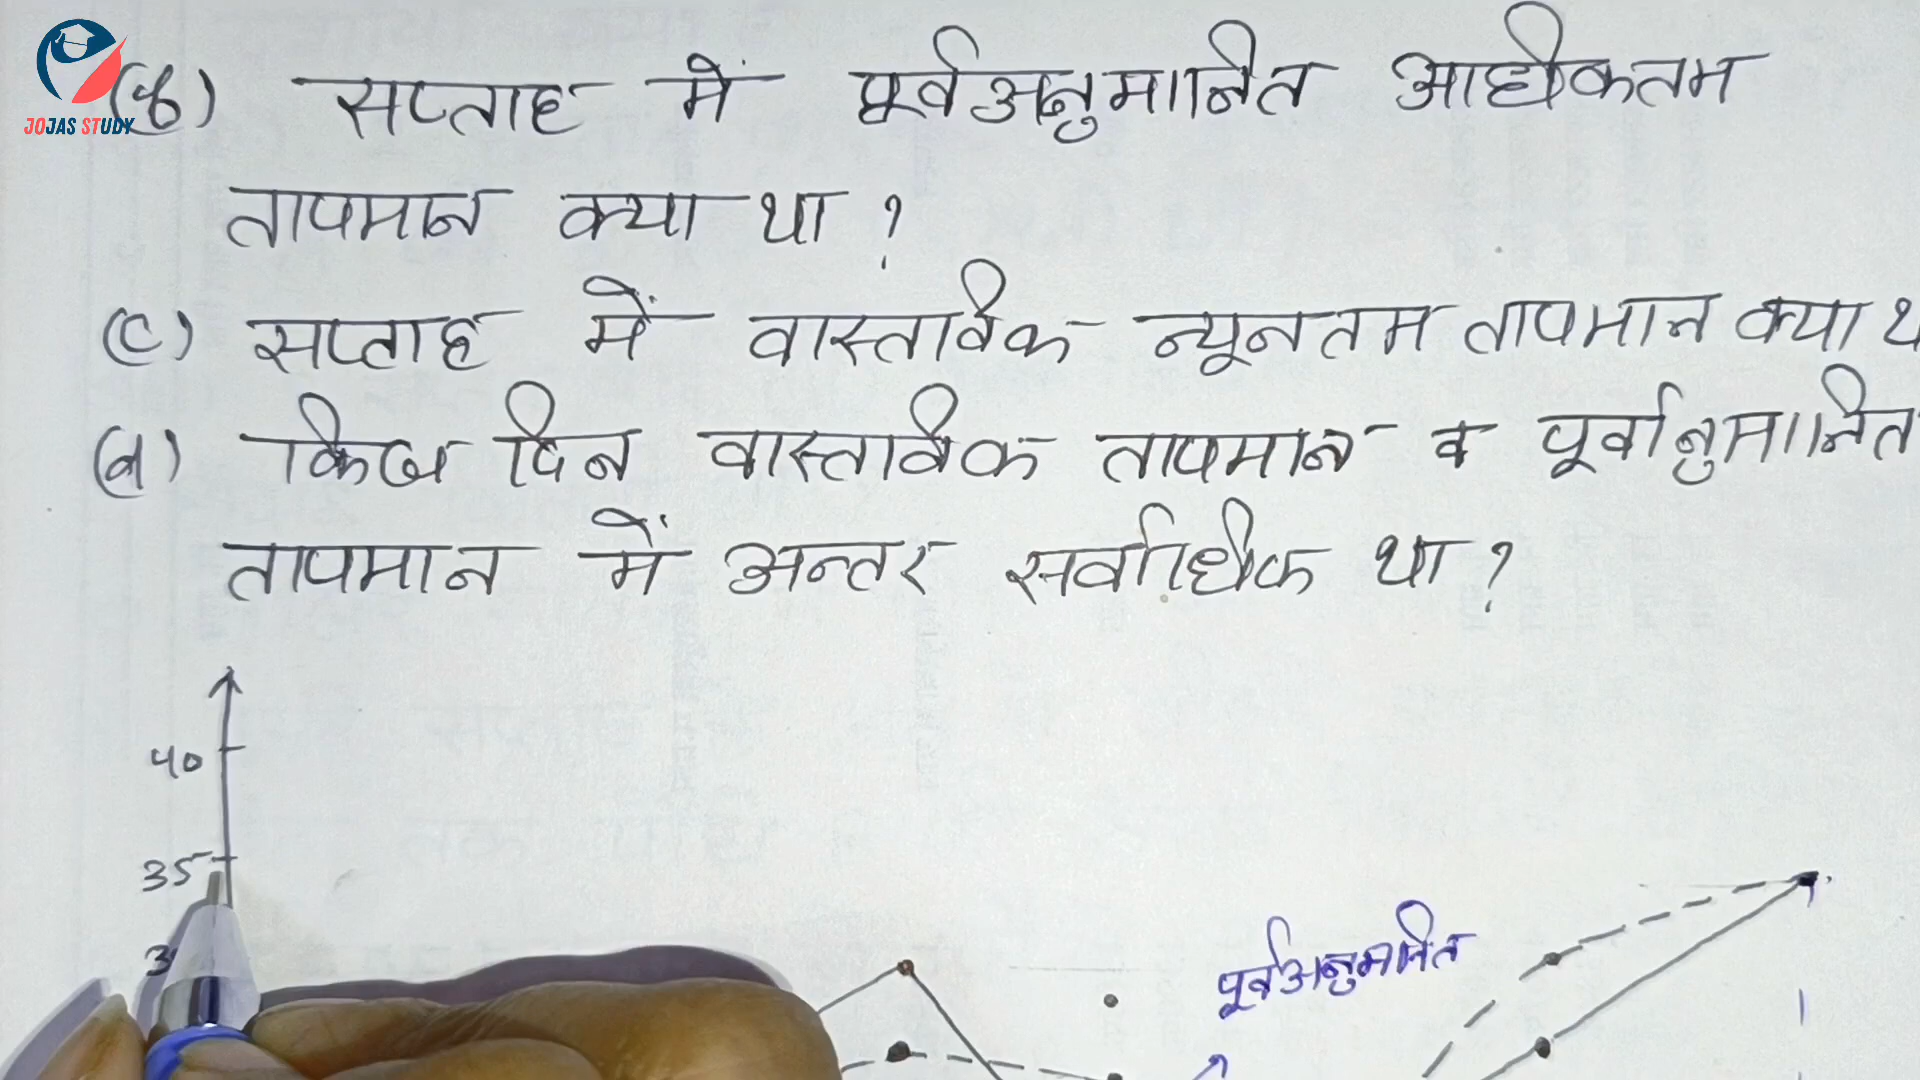 JOJAS STUDY
(b) सप्ताह में पूर्वअनुमानित अधिकतम
तापमान क्या था ?
(c) सप्ताह में वास्तविक न्यूनतम तापमान क्या थ
(d) किस दिन वास्तविक तापमान व पूर्वानुमानित
तापमान में अन्तर सर्वाधिक था ?
40
35
3
पूर्वअनुमानित